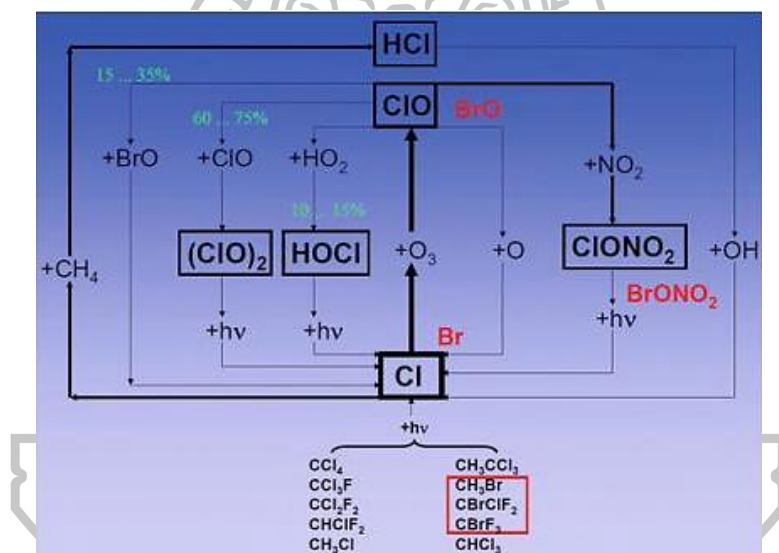 HCl
15 ... 35%
ClO BrO
60 ... 75%
+BrO +ClO +HO₂ +NO₂
10 ... 15%
(ClO)₂ HOCl +O₃ +O ClONO₂ +OH
+CH₄
BrONO₂
+hν +hν Br +hν
Cl
+hν
CCl₄ CH₃CCl₃
CCl₃F CH₃Br
CCl₂F₂ CBrClF₂
CHClF₂ CBrF₃
CH₃Cl CHCl₃